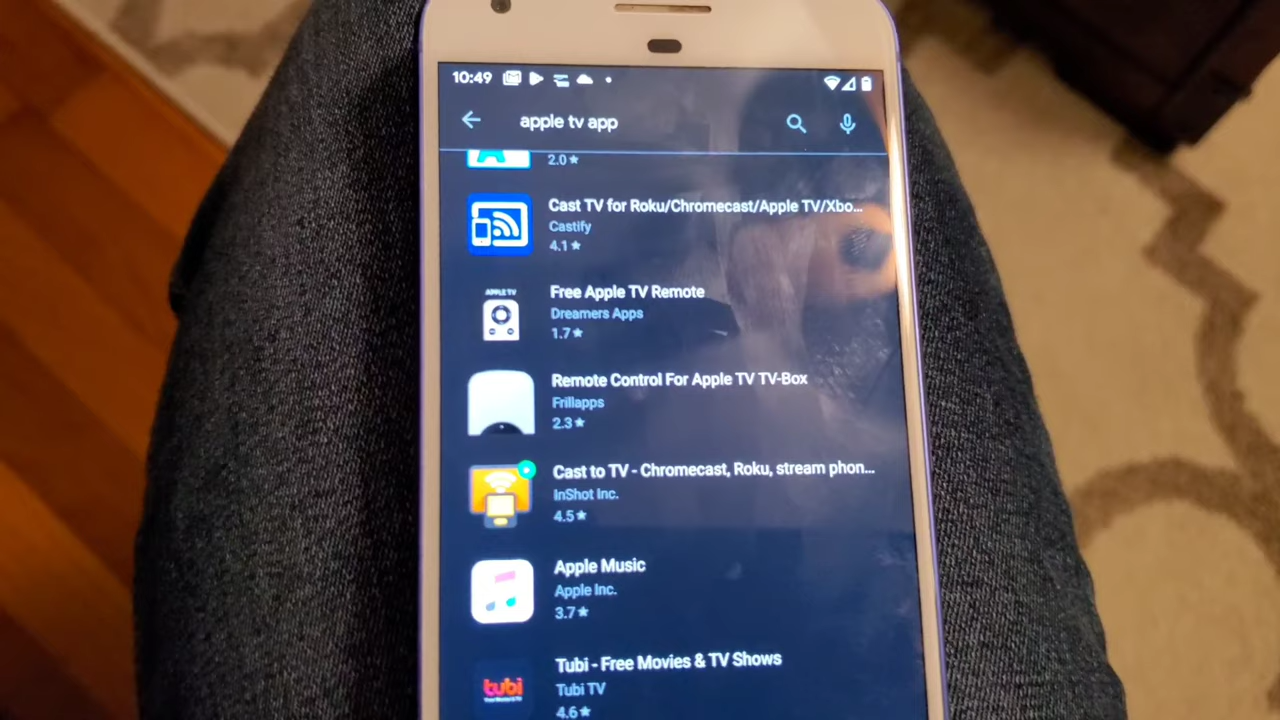 10:49
apple tv app
2.0★
Cast TV for Roku/Chromecast/Apple TV/Xbo...
Castify
4.1★
APPLE TV
Free Apple TV Remote
Dreamers Apps
1.7★
Remote Control For Apple TV TV-Box
Frillapps
2.3★
Cast to TV - Chromecast, Roku, stream phon...
InShot Inc.
4.5★
Apple Music
Apple Inc.
3.7★
Tubi - Free Movies & TV Shows
tubi
Tubi TV
4.6★